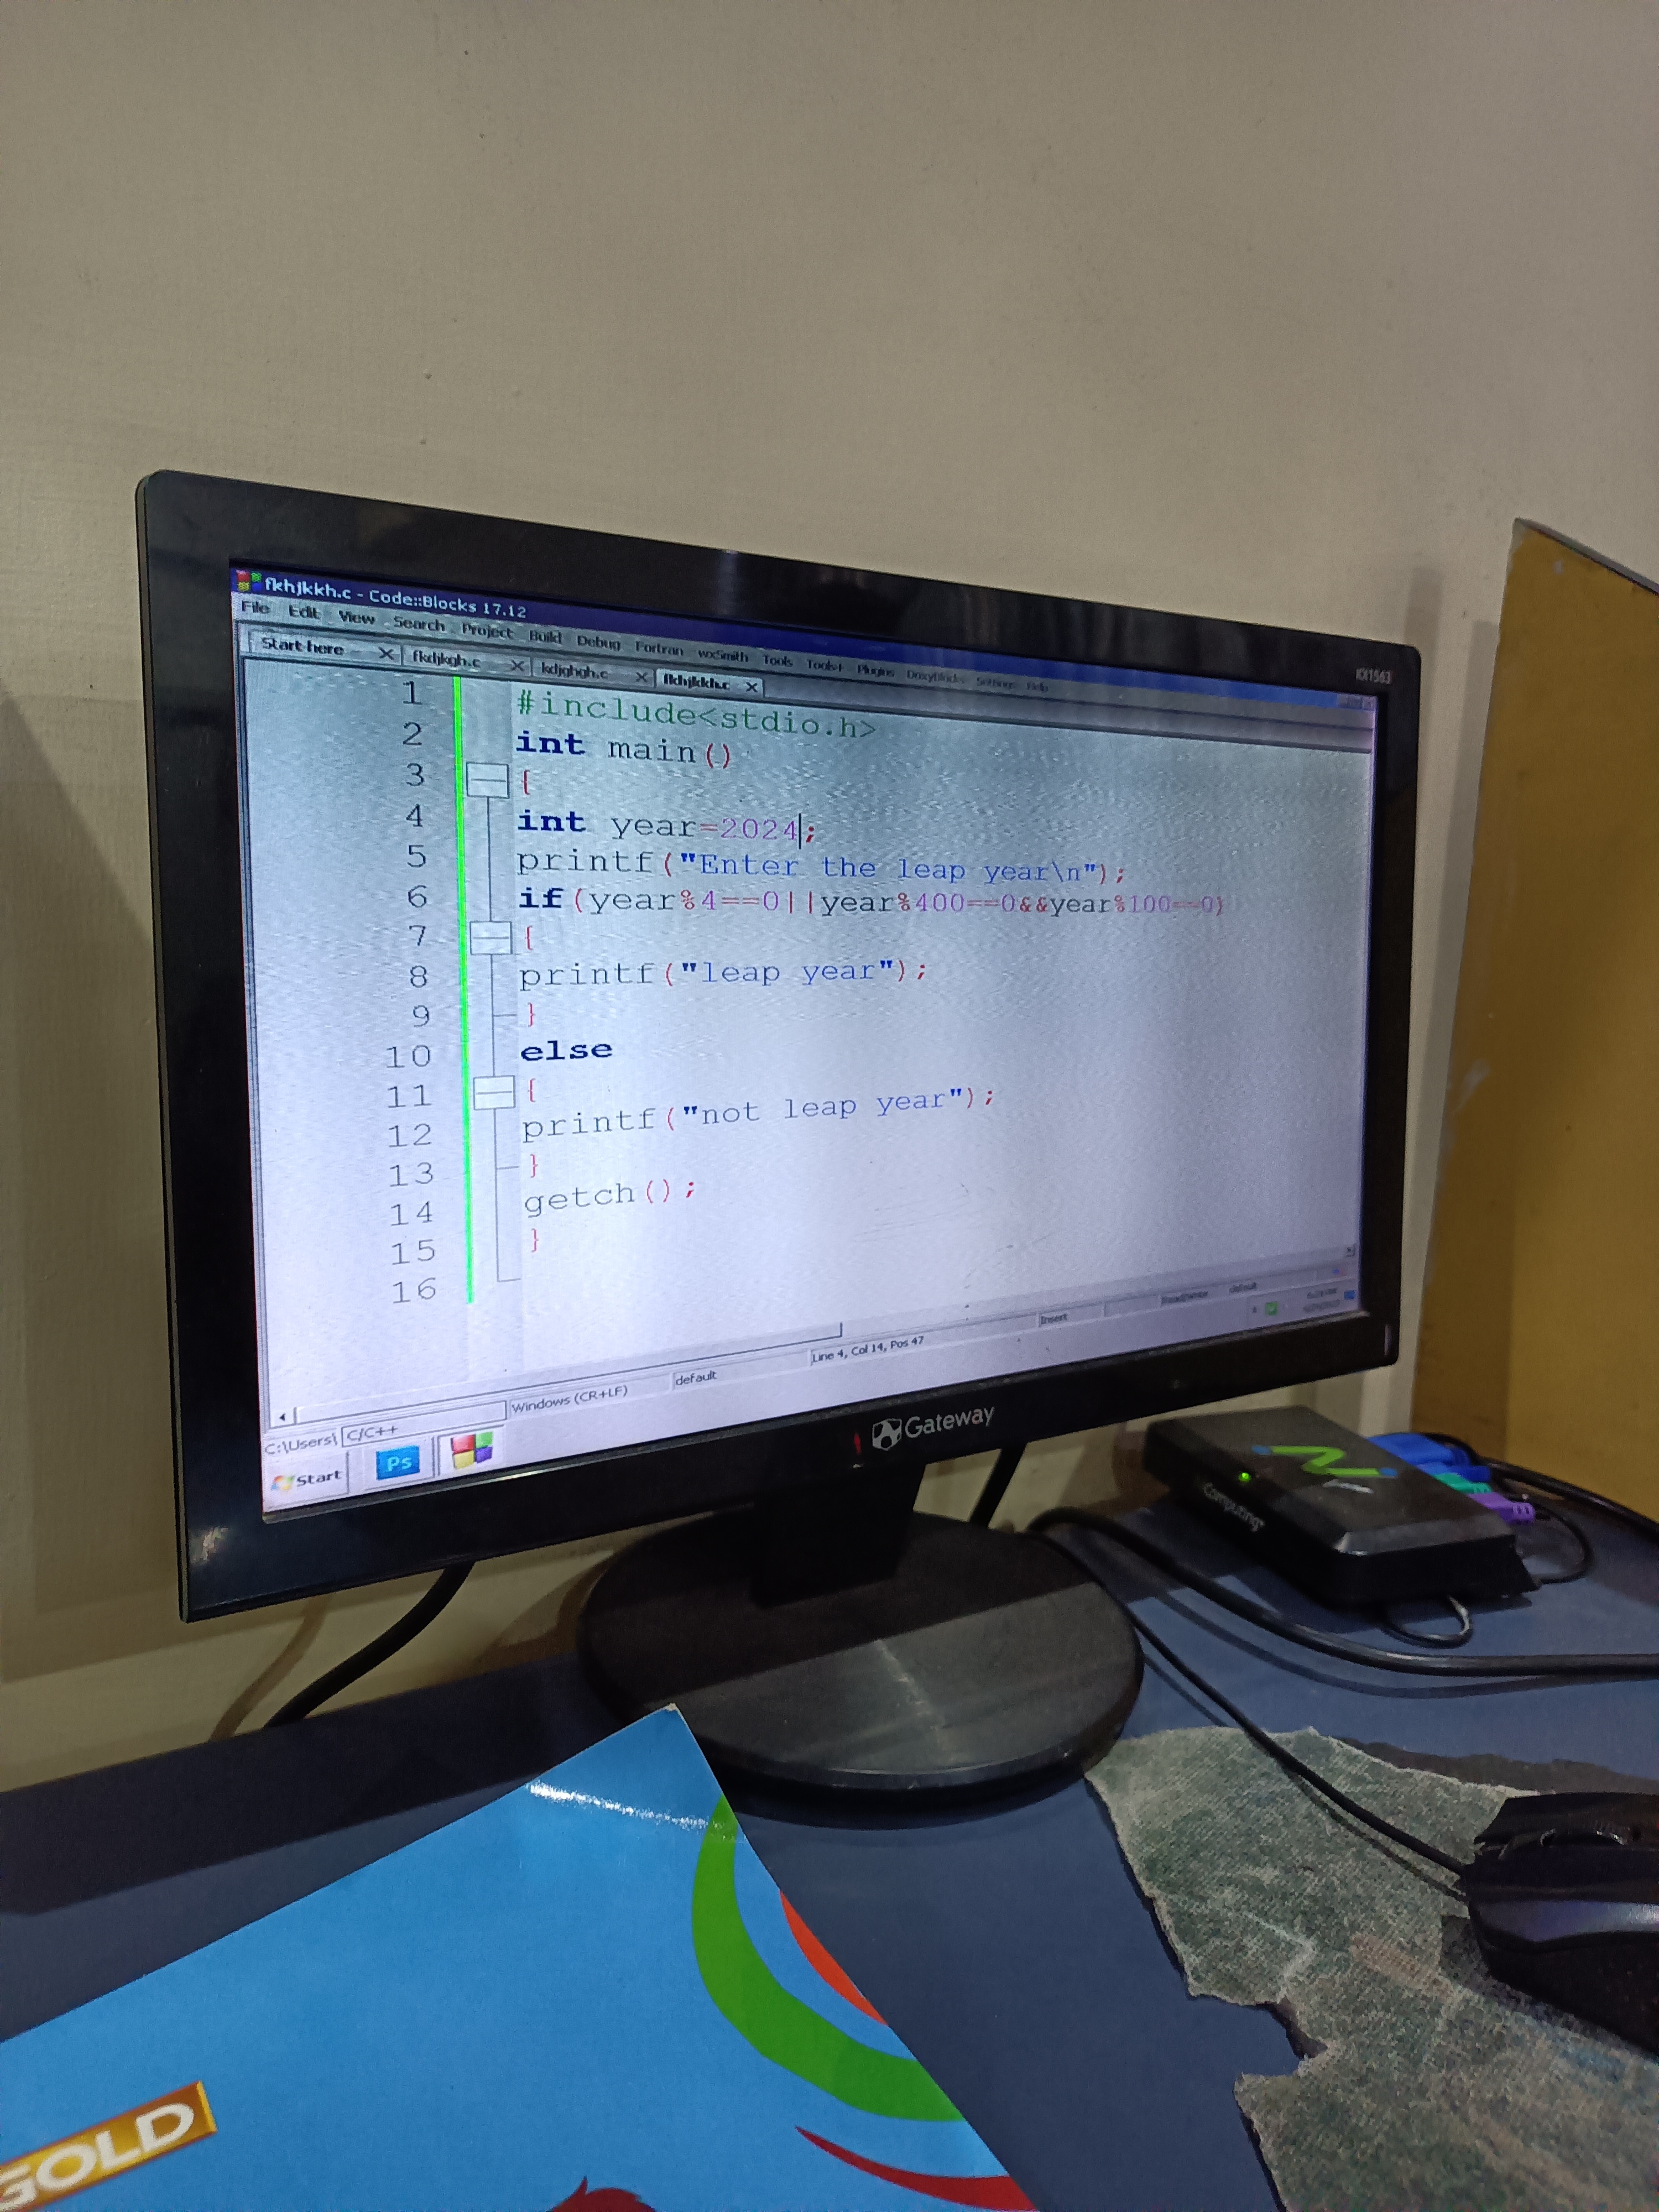 fkhjkkh.c - Code::Blocks 17.12
File Edit View Search Project Build Debug Fortran wxSmith Tools Tools+ Plugins DoxyBlocks Settings Help
Start here fkdjkgh.c kdjghgh.c fkhjkkh.c
KX1563
1 #include<stdio.h>
2 int main()
3 {
4 int year=2024;
5 printf("Enter the leap year\n");
6 if(year%4==0||year%400==0&&year%100==0)
7 {
8 printf("leap year");
9 }
10 else
11 {
12 printf("not leap year");
13 }
14 getch();
15 }
16
C:\Users\ C/C++ Windows (CR+LF) default Line 4, Col 14, Pos 47 Insert Read/Write default
Start Ps
Gateway
Computing
GOLD